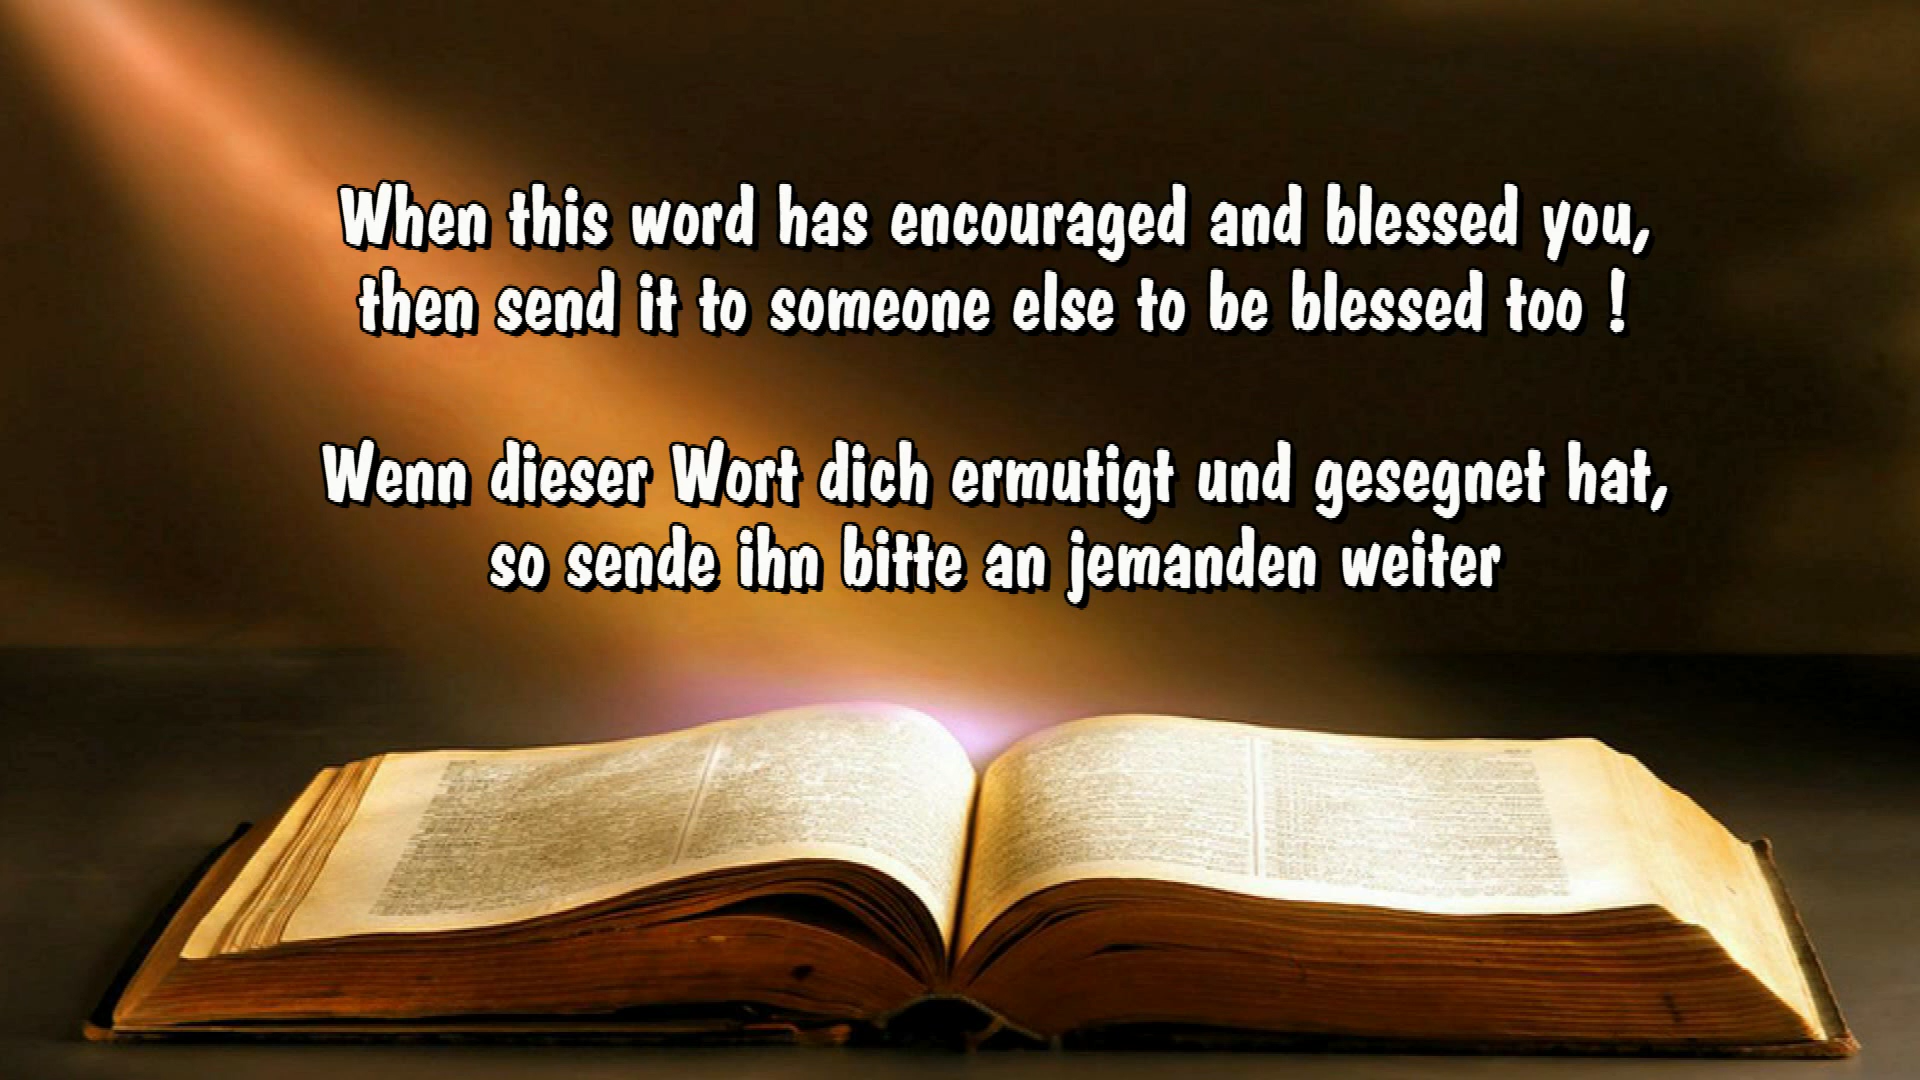 When this word has encouraged and blessed you,
then send it to someone else to be blessed too !
Wenn dieser Wort dich ermutigt und gesegnet hat,
so sende ihn bitte an jemanden weiter